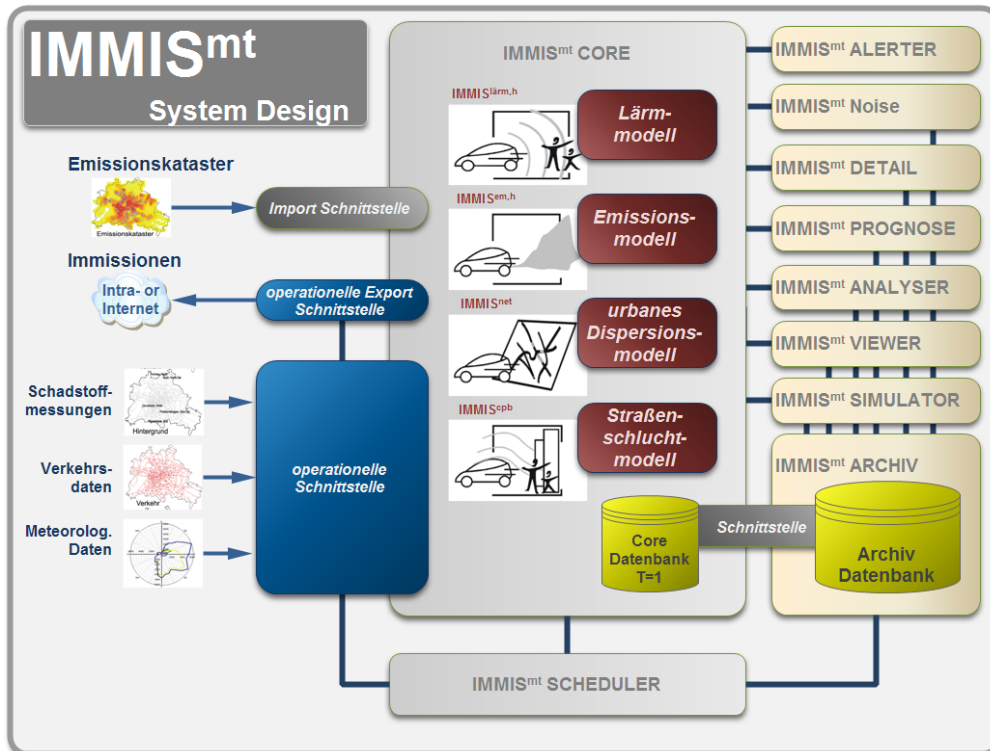 IMMISmt
System Design
Emissionskataster
Emissionskataster
Import Schnittstelle
Immissionen
Intra- or
Internet
operationelle Export
Schnittstelle
Schadstoff-
messungen
Hintergrund
Verkehrs-
daten
Verkehr
Meteorolog.
Daten
operationelle
Schnittstelle
IMMISmt CORE
IMMISlärm,h
Lärm-
modell
IMMISem,h
Emissions-
modell
IMMISnet
urbanes
Dispersions-
modell
IMMIScpb
Straßen-
schlucht-
modell
Core
Datenbank
T=1
Schnittstelle
IMMISmt ALERTER
IMMISmt Noise
IMMISmt DETAIL
IMMISmt PROGNOSE
IMMISmt ANALYSER
IMMISmt VIEWER
IMMISmt SIMULATOR
IMMISmt ARCHIV
Archiv
Datenbank
IMMISmt SCHEDULER